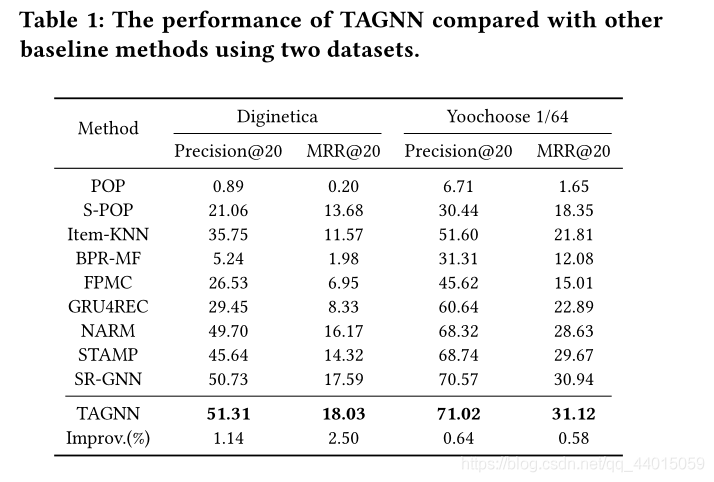 Table 1: The performance of TAGNN compared with other
baseline methods using two datasets.
Method Diginetica Yoochoose 1/64
Precision@20 MRR@20 Precision@20 MRR@20
POP 0.89 0.20 6.71 1.65
S-POP 21.06 13.68 30.44 18.35
Item-KNN 35.75 11.57 51.60 21.81
BPR-MF 5.24 1.98 31.31 12.08
FPMC 26.53 6.95 45.62 15.01
GRU4REC 29.45 8.33 60.64 22.89
NARM 49.70 16.17 68.32 28.63
STAMP 45.64 14.32 68.74 29.67
SR-GNN 50.73 17.59 70.57 30.94
TAGNN 51.31 18.03 71.02 31.12
Improv.(%) 1.14 2.50 0.64 0.58
https://blog.csdn.net/qq_44015059